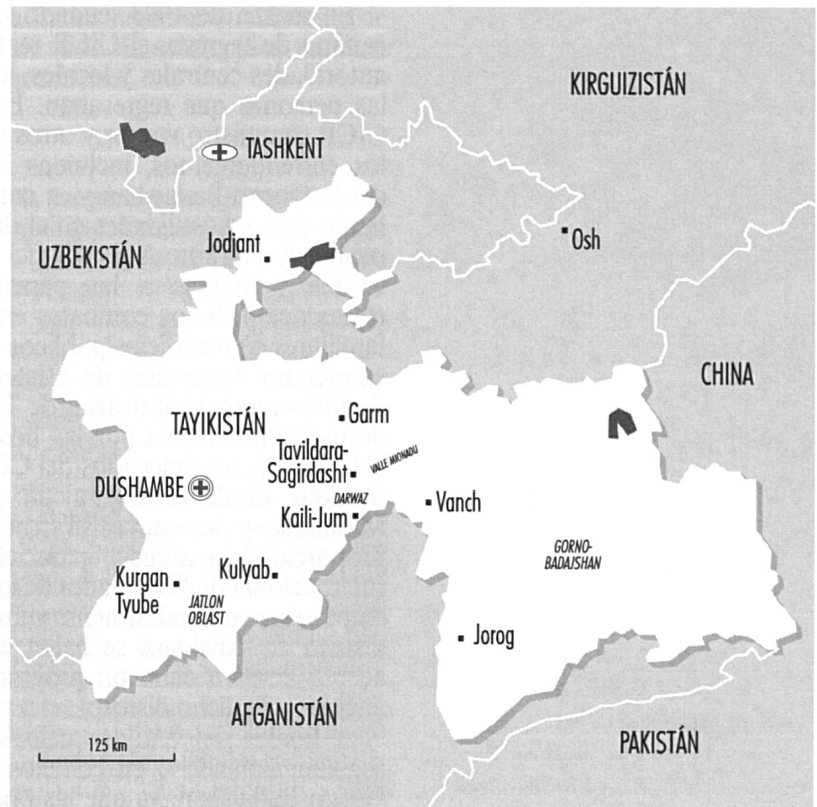 KIRGUIZISTÁN
TASHKENT
Jodjant
Osh
UZBEKISTÁN
CHINA
TAYIKISTÁN
Garm
Tavildara-
Sagirdasht
VALLE MIONADU
DUSHAMBE
DARWAZ
Vanch
Kaili-Jum
GORNO-
BADAJSHAN
Kurgan
Tyube
Kulyab
JATLON
OBLAST
Jorog
AFGANISTÁN
PAKISTÁN
125 km